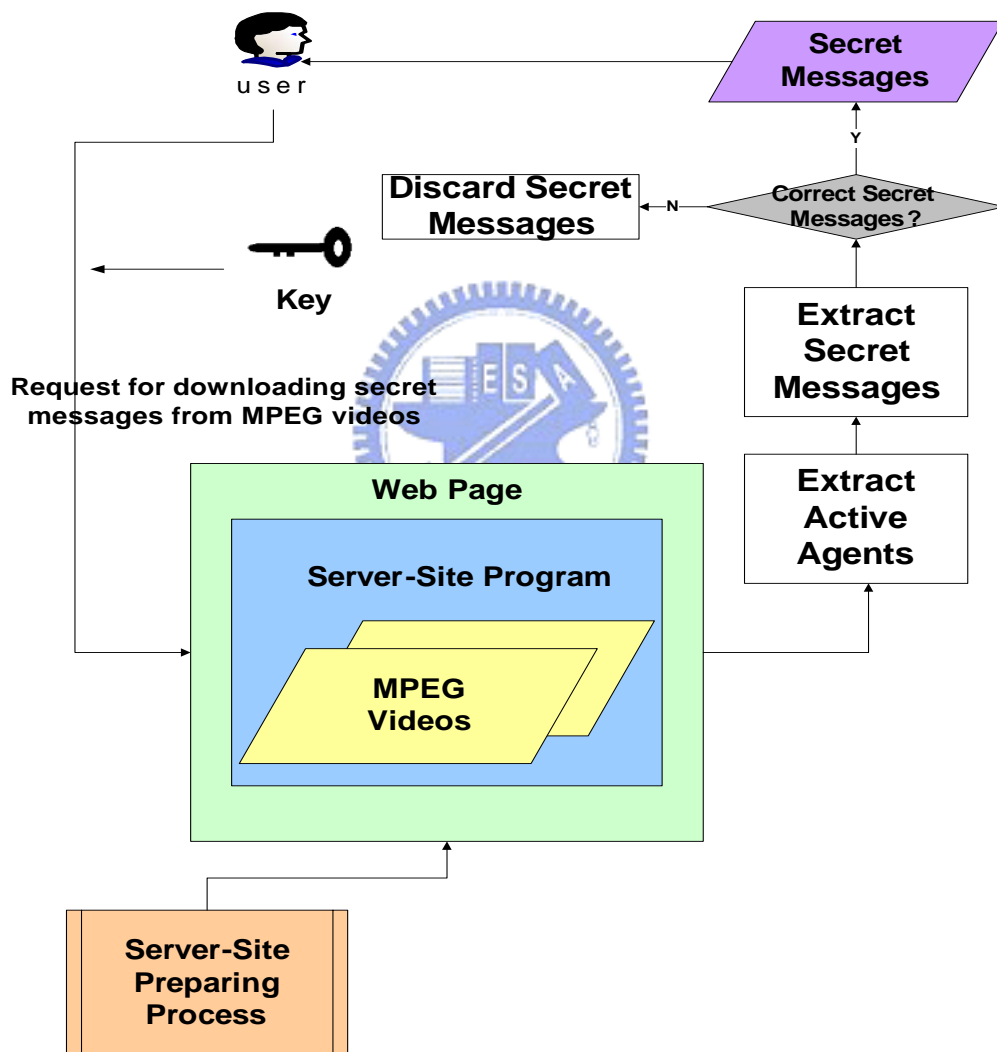 user
Secret
Messages
Y
Discard Secret
Messages
N
Correct Secret
Messages?
Key
Extract
Secret
Messages
E S A
Request for downloading secret
messages from MPEG videos
Web Page
Extract
Active
Agents
Server-Site Program
MPEG
Videos
Server-Site
Preparing
Process